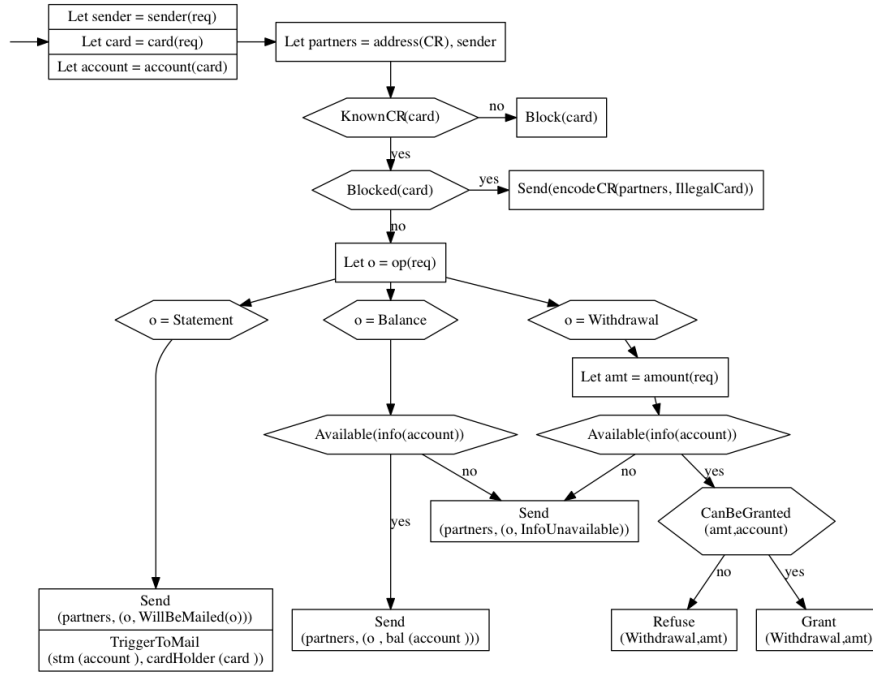 Let sender = sender(req)
Let card = card(req)
Let account = account(card)
Let partners = address(CR), sender
KnownCR(card)
no
Block(card)
yes
Blocked(card)
yes
Send(encodeCR(partners, IllegalCard))
no
Let o = op(req)
o = Statement
o = Balance
o = Withdrawal
Let amt = amount(req)
Available(info(account))
Available(info(account))
no
no
yes
Send
(partners, (o, InfoUnavailable))
CanBeGranted
(amt,account)
yes
no
yes
Send
(partners, (o, WillBeMailed(o)))
TriggerToMail
(stm (account ), cardHolder (card ))
Send
(partners, (o , bal (account )))
Refuse
(Withdrawal,amt)
Grant
(Withdrawal,amt)